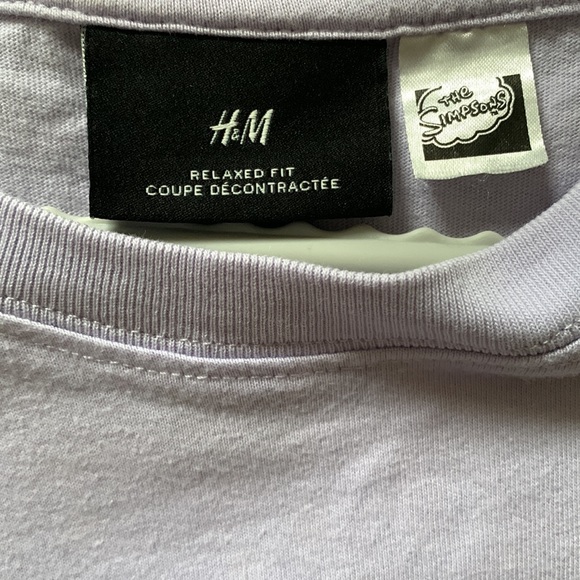 H&M
RELAXED FIT
COUPE DÉCONTRACTÉE
THE
SIMPSONS